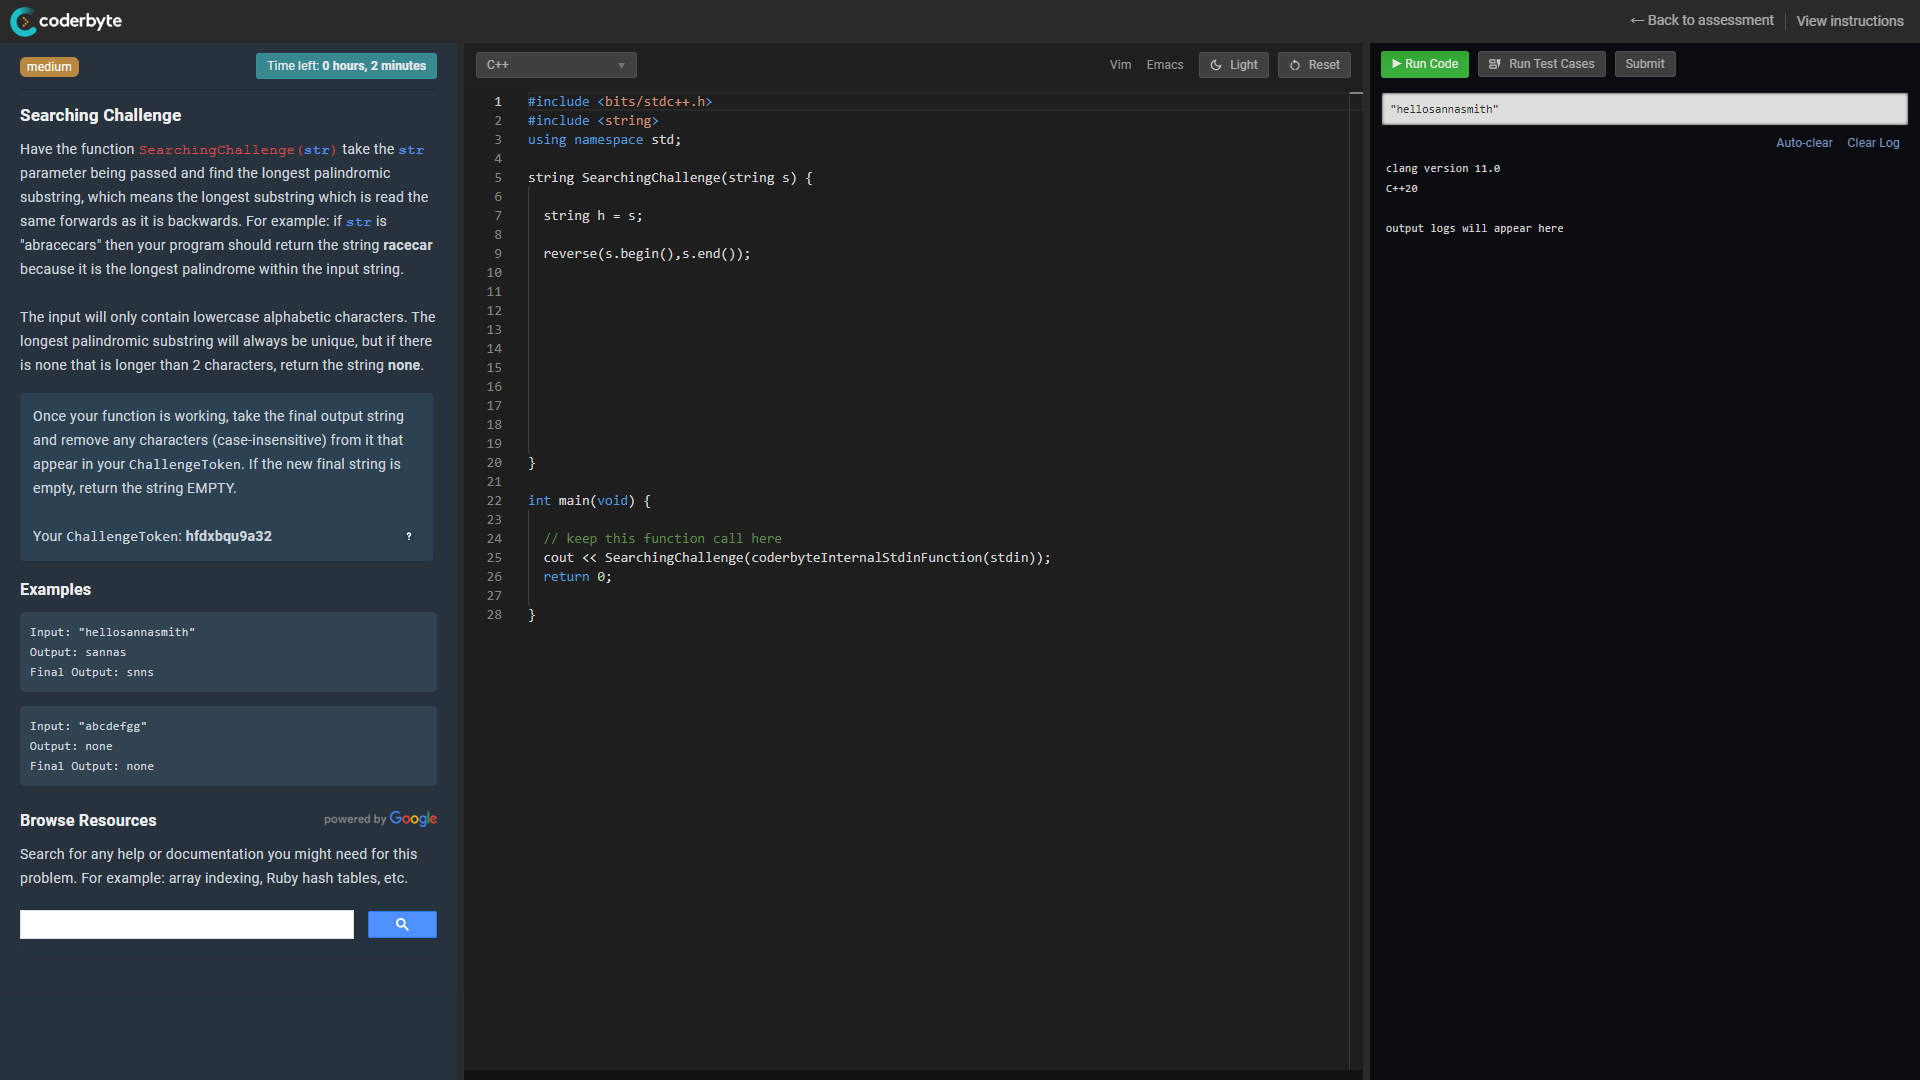 coderbyte
← Back to assessment
View instructions
medium
Time left: 0 hours, 2 minutes
Searching Challenge
Have the function SearchingChallenge(str) take the str
parameter being passed and find the longest palindromic
substring, which means the longest substring which is read the
same forwards as it is backwards. For example: if str is
"abracecars" then your program should return the string racecar
because it is the longest palindrome within the input string.
The input will only contain lowercase alphabetic characters. The
longest palindromic substring will always be unique, but if there
is none that is longer than 2 characters, return the string none.
Once your function is working, take the final output string
and remove any characters (case-insensitive) from it that
appear in your ChallengeToken. If the new final string is
empty, return the string EMPTY.
Your ChallengeToken: hfdxbqu9a32
?
Examples
Input: "hellosannasmith"
Output: sannas
Final Output: snns
Input: "abcdefgg"
Output: none
Final Output: none
Browse Resources
powered by Google
Search for any help or documentation you might need for this
problem. For example: array indexing, Ruby hash tables, etc.
C++
Vim
Emacs
Light
Reset
1 #include <bits/stdc++.h>
2 #include <string>
3 using namespace std;
4
5 string SearchingChallenge(string s) {
6
7 string h = s;
8
9 reverse(s.begin(),s.end());
10
11
12
13
14
15
16
17
18
19
20 }
21
22 int main(void) {
23
24 // keep this function call here
25 cout << SearchingChallenge(coderbyteInternalStdinFunction(stdin));
26 return 0;
27
28 }
Run Code
Run Test Cases
Submit
"hellosannasmith"
Auto-clear
Clear Log
clang version 11.0
C++20
output logs will appear here